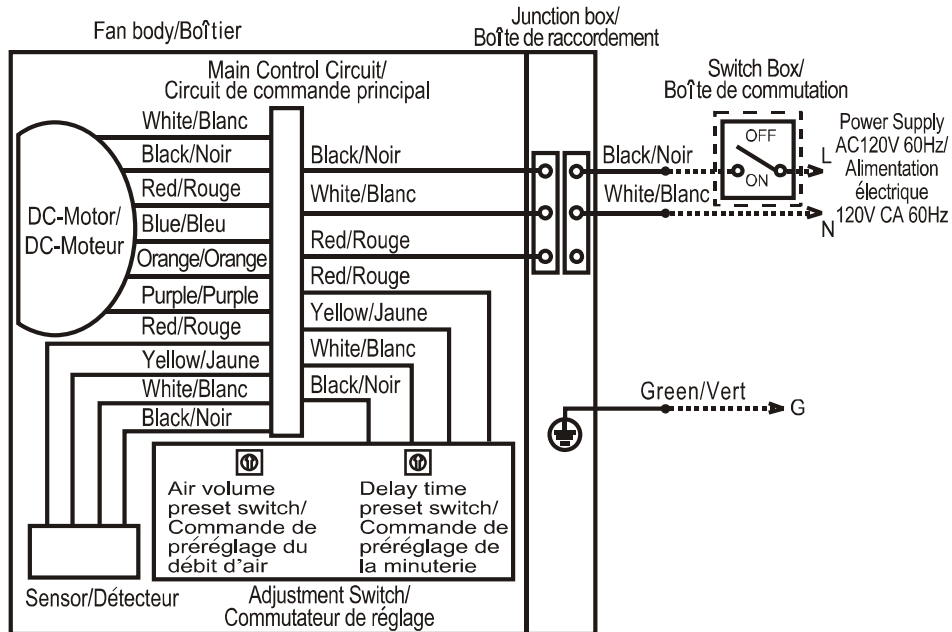 Fan body/Boîtier
Junction box/
Boîte de raccordement
Main Control Circuit/
Circuit de commande principal
Switch Box/
Boîte de commutation
White/Blanc
Black/Noir
Red/Rouge
Blue/Bleu
Orange/Orange
Purple/Purple
Red/Rouge
Yellow/Jaune
White/Blanc
Black/Noir
DC-Motor/
DC-Moteur
Black/Noir
White/Blanc
Red/Rouge
Red/Rouge
Yellow/Jaune
White/Blanc
Black/Noir
Black/Noir
White/Blanc
OFF
ON
L
N
Power Supply
AC120V 60Hz/
Alimentation
électrique
120V CA 60Hz
Green/Vert
G
Air volume
preset switch/
Commande de
préréglage du
débit d'air
Delay time
preset switch/
Commande de
préréglage de
la minuterie
Sensor/Détecteur
Adjustment Switch/
Commutateur de réglage